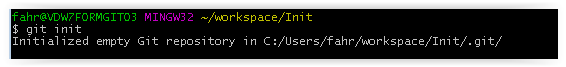 fahr@VDW7FORMGIT03 MINGW32 ~/workspace/Init
$ git init
Initialized empty Git repository in C:/Users/fahr/workspace/Init/.git/